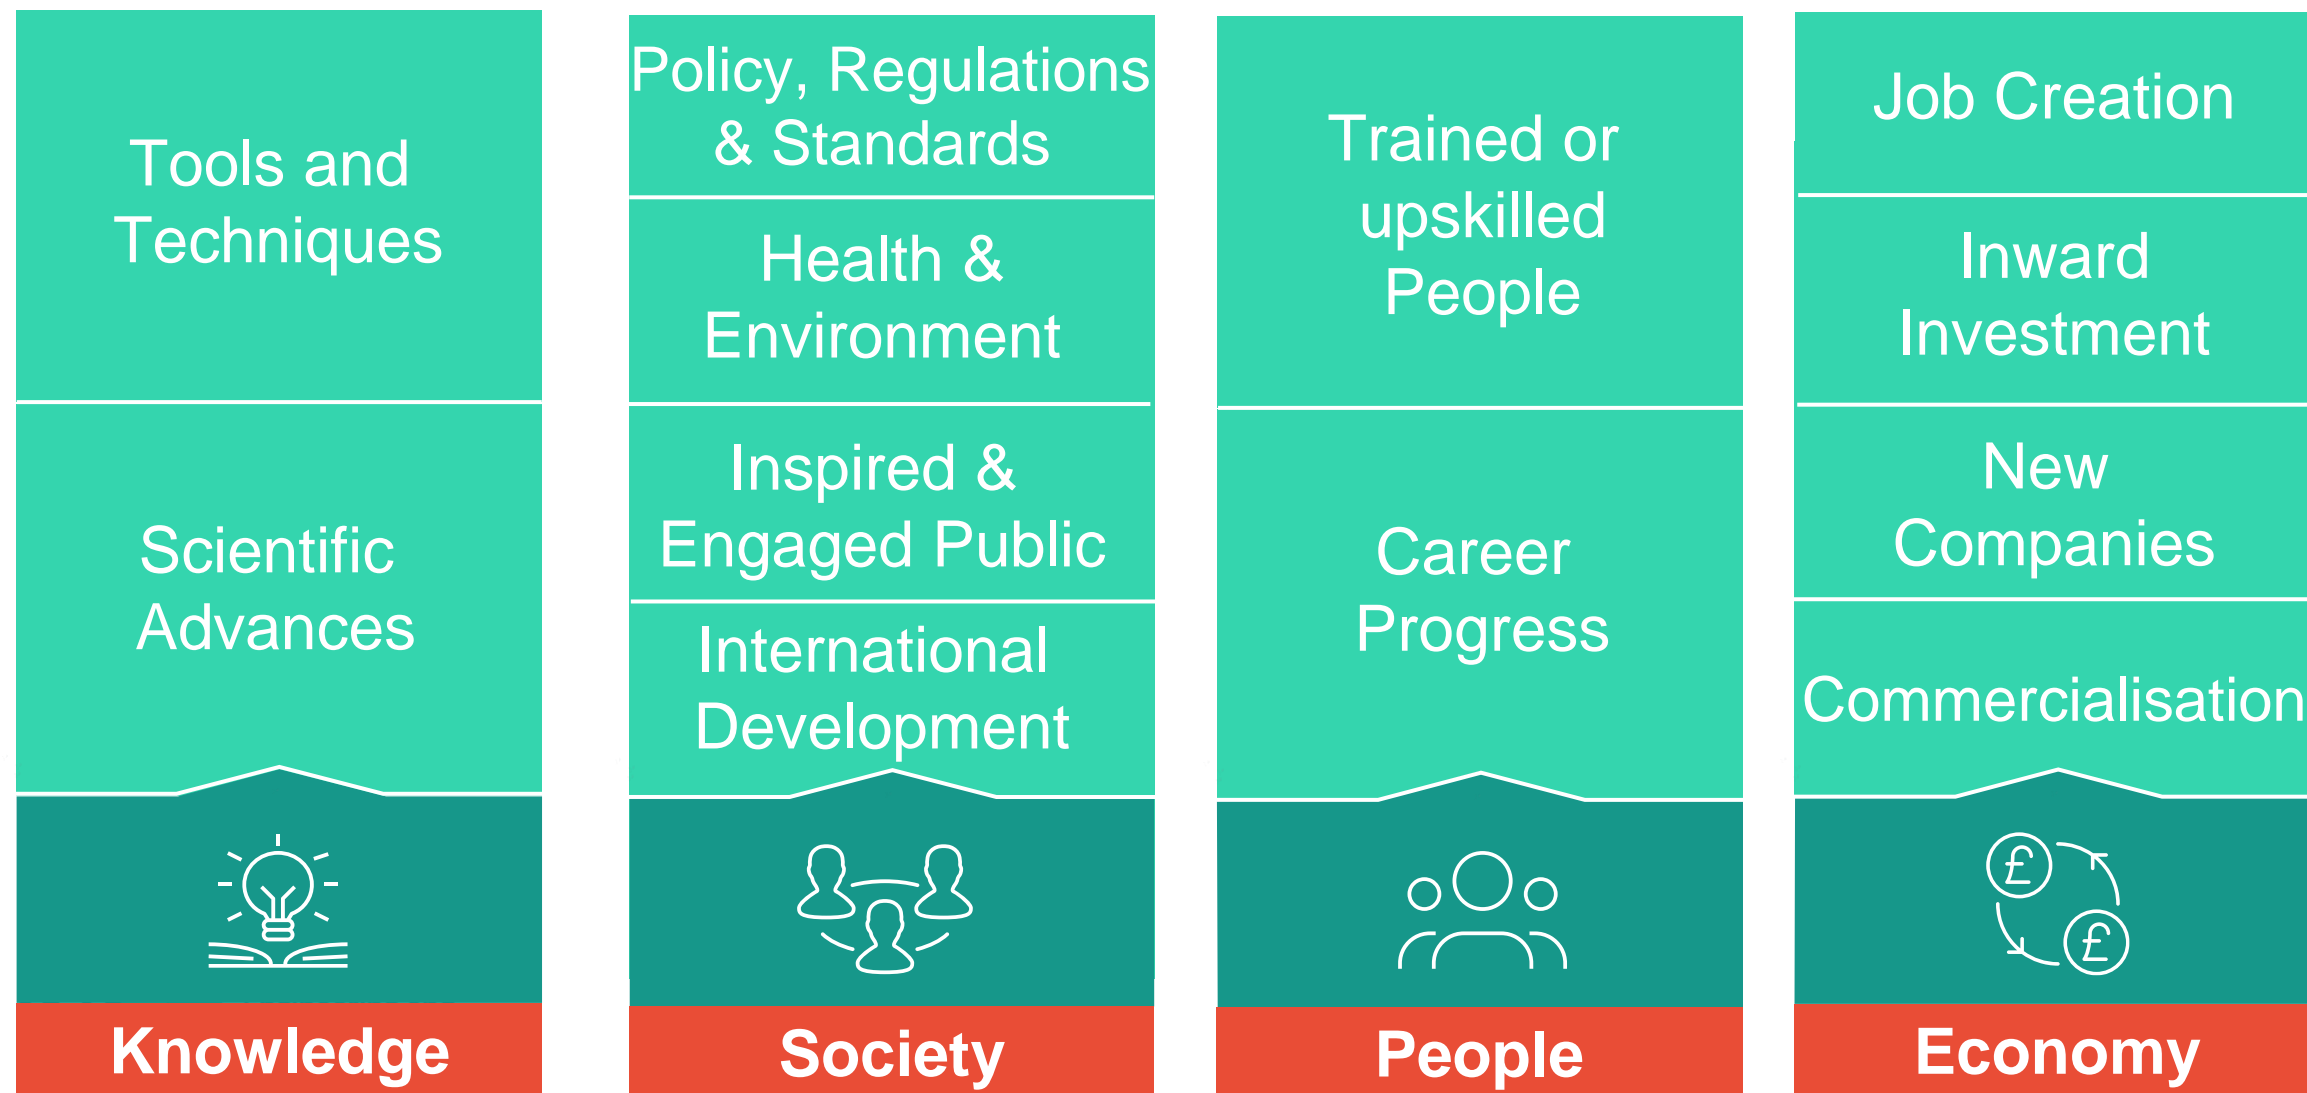 Tools and
Techniques
Scientific
Advances
Knowledge
Policy, Regulations
& Standards
Health &
Environment
Inspired &
Engaged Public
International
Development
Society
Trained or
upskilled
People
Career
Progress
People
Job Creation
Inward
Investment
New
Companies
Commercialisation
£
£
Economy